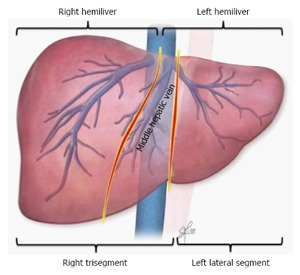 Right hemiliver
Left hemiliver
Middle hepatic vein
Right trisegment
Left lateral segment